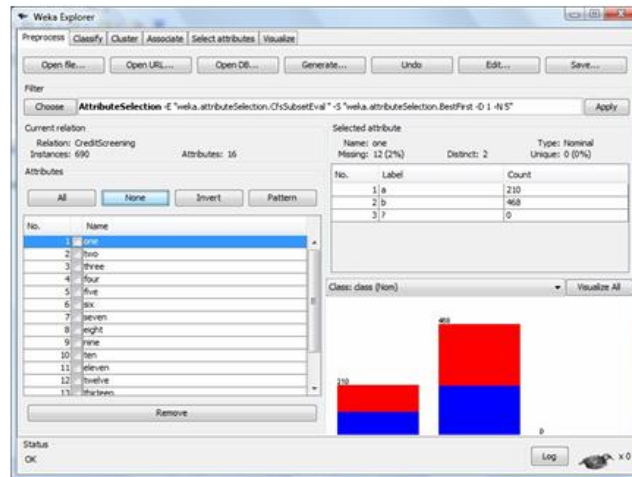 Weka Explorer
Preprocess Classify Cluster Associate Select attributes Visualize
Open file... Open URL... Open DB... Generate... Undo Edit... Save...
Filter
Choose AttributeSelection -E "weka.attributeSelection.CfsSubsetEval " -S "weka.attributeSelection.BestFirst -D 1 -N 5" Apply
Current relation
Relation: CreditScreening
Instances: 690 Attributes: 16
Attributes
All None Invert Pattern
No. Name
1 one
2 two
3 three
4 four
5 five
6 six
7 seven
8 eight
9 nine
10 ten
11 eleven
12 twelve
13 thirteen
Remove
Selected attribute
Name: one Type: Nominal
Missing: 12 (2%) Distinct: 2 Unique: 0 (0%)
No. Label Count
1 a 210
2 b 468
3 ? 0
Class: class (Nom) Visualize All
468
210
0
Status
OK
Log x 0